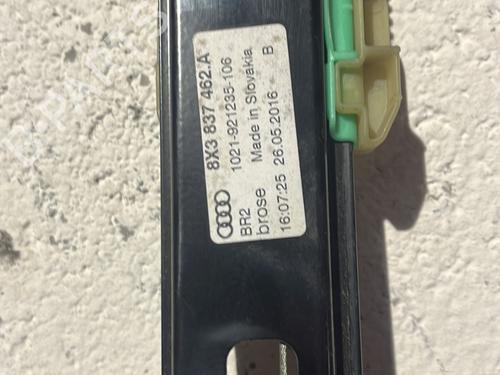 8X3 837 462.A
1021-921235-106
BR2
brose Made in Slovakia B
16:07:25 26.05.2016